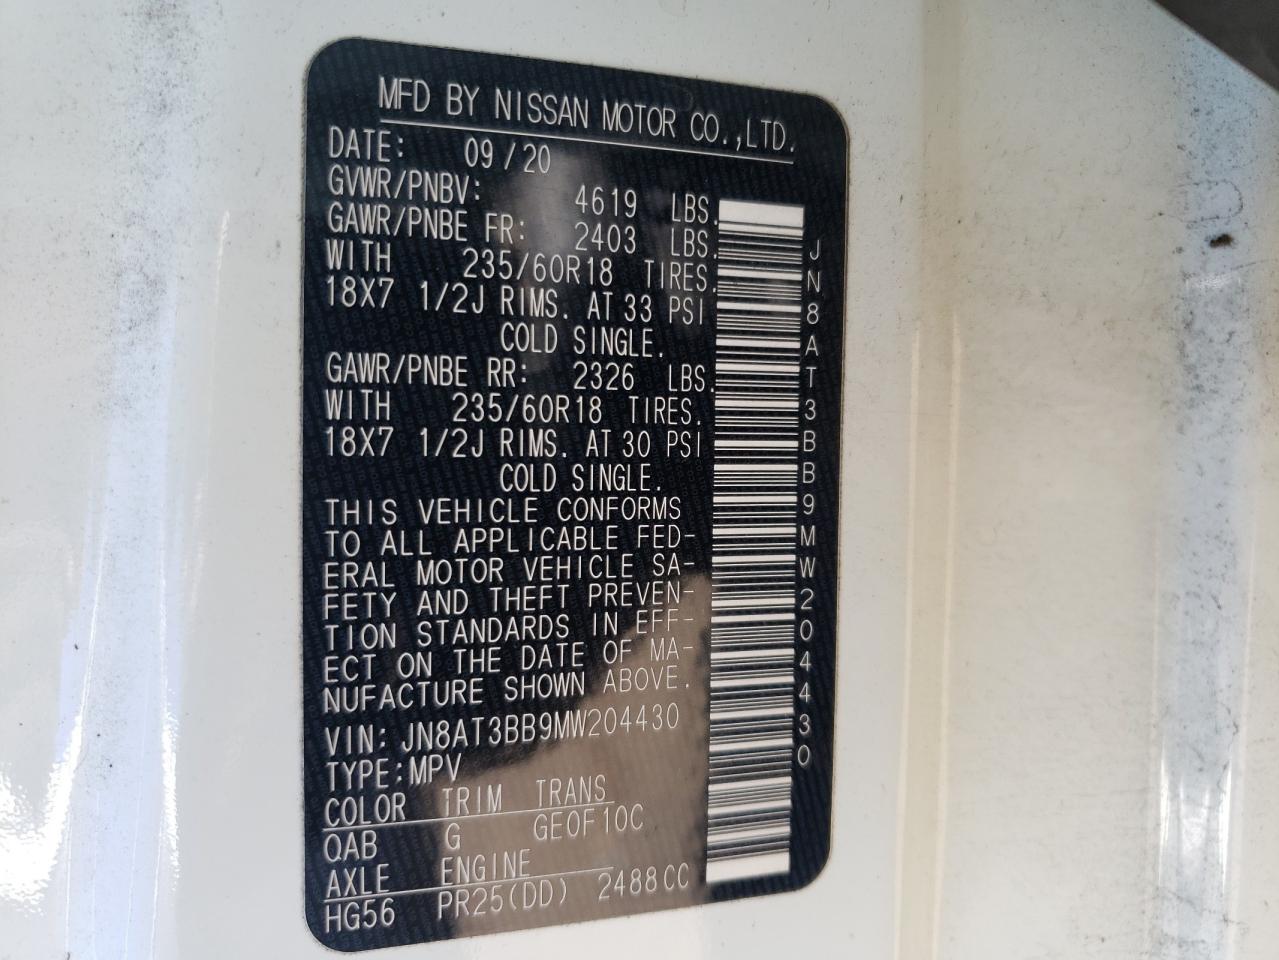 MFD BY NISSAN MOTOR CO.,LTD.
DATE: 09/20
GVWR/PNBV: 4619 LBS.
GAWR/PNBE FR: 2403 LBS.
WITH 235/60R18 TIRES.
18X7 1/2J RIMS. AT 33 PSI
COLD SINGLE.
GAWR/PNBE RR: 2326 LBS.
WITH 235/60R18 TIRES.
18X7 1/2J RIMS. AT 30 PSI
COLD SINGLE.
THIS VEHICLE CONFORMS
TO ALL APPLICABLE FED-
ERAL MOTOR VEHICLE SA-
FETY AND THEFT PREVEN-
TION STANDARDS IN EFF-
ECT ON THE DATE OF MA-
NUFACTURE SHOWN ABOVE.
VIN: JN8AT3BB9MW204430
TYPE:MPV
COLOR TRIM TRANS
QAB G GE0F10C
AXLE ENGINE
HG56 PR25(DD) 2488CC
JN8AT3BB9MW204430